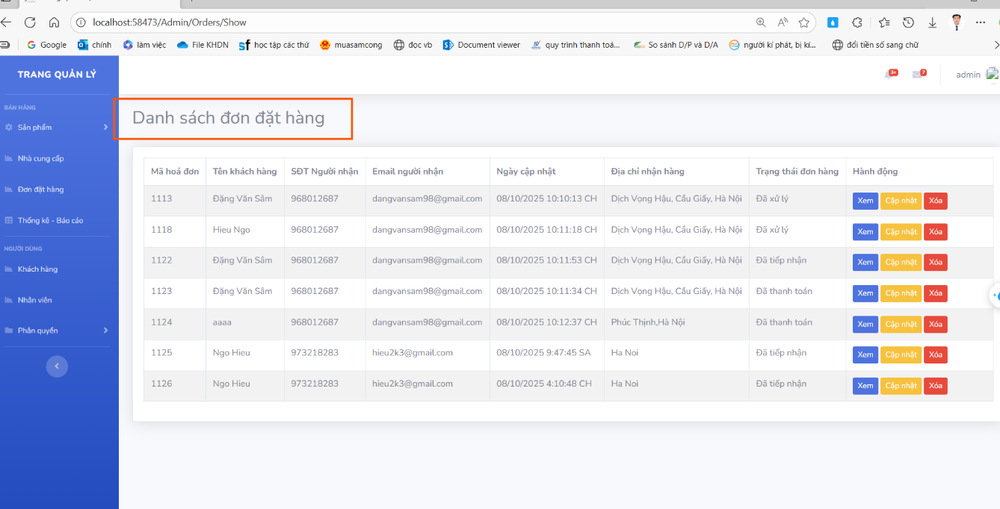 localhost:58473/Admin/Orders/Show
Google chính làm việc File KHDN học tập các thứ muasamcong đọc vb Document viewer quy trình thanh toá... So sánh D/P và D/A người kí phát, bị kí... đổi tiền số sang chữ
TRANG QUẢN LÝ
3+ 7 admin
BÁN HÀNG
Sản phẩm
Nhà cung cấp
Đơn đặt hàng
Thống kê - Báo cáo
NGƯỜI DÙNG
Khách hàng
Nhân viên
Phân quyền
Danh sách đơn đặt hàng
Mã hoá đơn Tên khách hàng SĐT Người nhận Email người nhận Ngày cập nhật Địa chỉ nhận hàng Trạng thái đơn hàng Hành động
1113 Đặng Văn Sâm 968012687 dangvansam98@gmail.com 08/10/2025 10:10:13 CH Dịch Vọng Hậu, Cầu Giấy, Hà Nội Đã xử lý Xem Cập nhật Xóa
1118 Hieu Ngo 968012687 dangvansam98@gmail.com 08/10/2025 10:11:18 CH Dịch Vọng Hậu, Cầu Giấy, Hà Nội Đã xử lý Xem Cập nhật Xóa
1122 Đặng Văn Sâm 968012687 dangvansam98@gmail.com 08/10/2025 10:11:53 CH Dịch Vọng Hậu, Cầu Giấy, Hà Nội Đã tiếp nhận Xem Cập nhật Xóa
1123 Đặng Văn Sâm 968012687 dangvansam98@gmail.com 08/10/2025 10:11:34 CH Dịch Vọng Hậu, Cầu Giấy, Hà Nội Đã thanh toán Xem Cập nhật Xóa
1124 aaaa 968012687 dangvansam98@gmail.com 08/10/2025 10:12:37 CH Phúc Thịnh,Hà Nội Đã thanh toán Xem Cập nhật Xóa
1125 Ngo Hieu 973218283 hieu2k3@gmail.com 08/10/2025 9:47:45 SA Ha Noi Đã tiếp nhận Xem Cập nhật Xóa
1126 Ngo Hieu 973218283 hieu2k3@gmail.com 08/10/2025 4:10:48 CH Ha Noi Đã tiếp nhận Xem Cập nhật Xóa